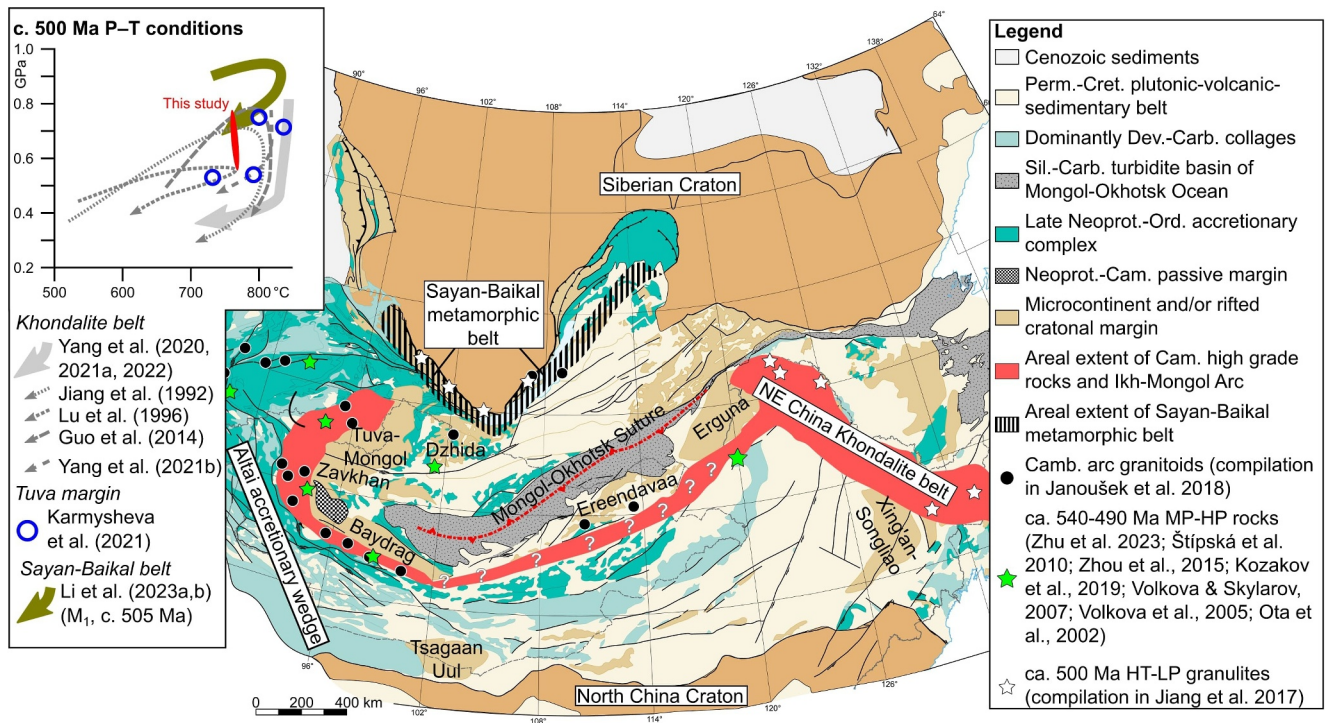 c. 500 Ma P–T conditions
GPa
1.0
0.8
0.6
0.4
0.2
This study
500
600
700
800 °C
Khondalite belt
Yang et al. (2020,
2021a, 2022)
Jiang et al. (1992)
Lu et al. (1996)
Guo et al. (2014)
Yang et al. (2021b)
Tuva margin
Karmysheva
et al. (2021)
Sayan-Baikal belt
Li et al. (2023a,b)
(M1, c. 505 Ma)
90°
96°
102°
108°
114°
120°
126°
132°
138°
64°
Siberian Craton
Sayan-Baikal
metamorphic
belt
Tuva-
Mongol
Dzhida
Zavkhan
Baydrag
Altai accretionary wedge
Mongol-Okhotsk Suture
Ereendavaa
Erguna
NE China Khondalite belt
Xing'an-
Songliao
? ? ? ? ? ? ?
Tsagaan
Uul
North China Craton
96°
102°
108°
114°
120°
126°
0 200 400 km
Legend
Cenozoic sediments
Perm.-Cret. plutonic-volcanic-
sedimentary belt
Dominantly Dev.-Carb. collages
Sil.-Carb. turbidite basin of
Mongol-Okhotsk Ocean
Late Neoprot.-Ord. accretionary
complex
Neoprot.-Cam. passive margin
Microcontinent and/or rifted
cratonal margin
Areal extent of Cam. high grade
rocks and Ikh-Mongol Arc
Areal extent of Sayan-Baikal
metamorphic belt
Camb. arc granitoids (compilation
in Janoušek et al. 2018)
ca. 540-490 Ma MP-HP rocks
(Zhu et al. 2023; Štípská et al.
2010; Zhou et al., 2015; Kozakov
et al., 2019; Volkova & Skylarov,
2007; Volkova et al., 2005; Ota et
al., 2002)
ca. 500 Ma HT-LP granulites
(compilation in Jiang et al. 2017)